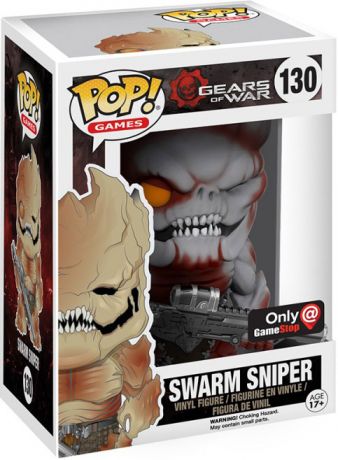 POP!
GAMES
GEARS
OF WAR
130
POP!
GAMES
Only @
GameStop
SWARM SNIPER
VINYL FIGURE / FIGURINE EN VINYLE /
FIGURA DE VINIL
WARNING: Choking Hazard.
May contain small parts.
AGE
17+
SWARM SNIPER
130